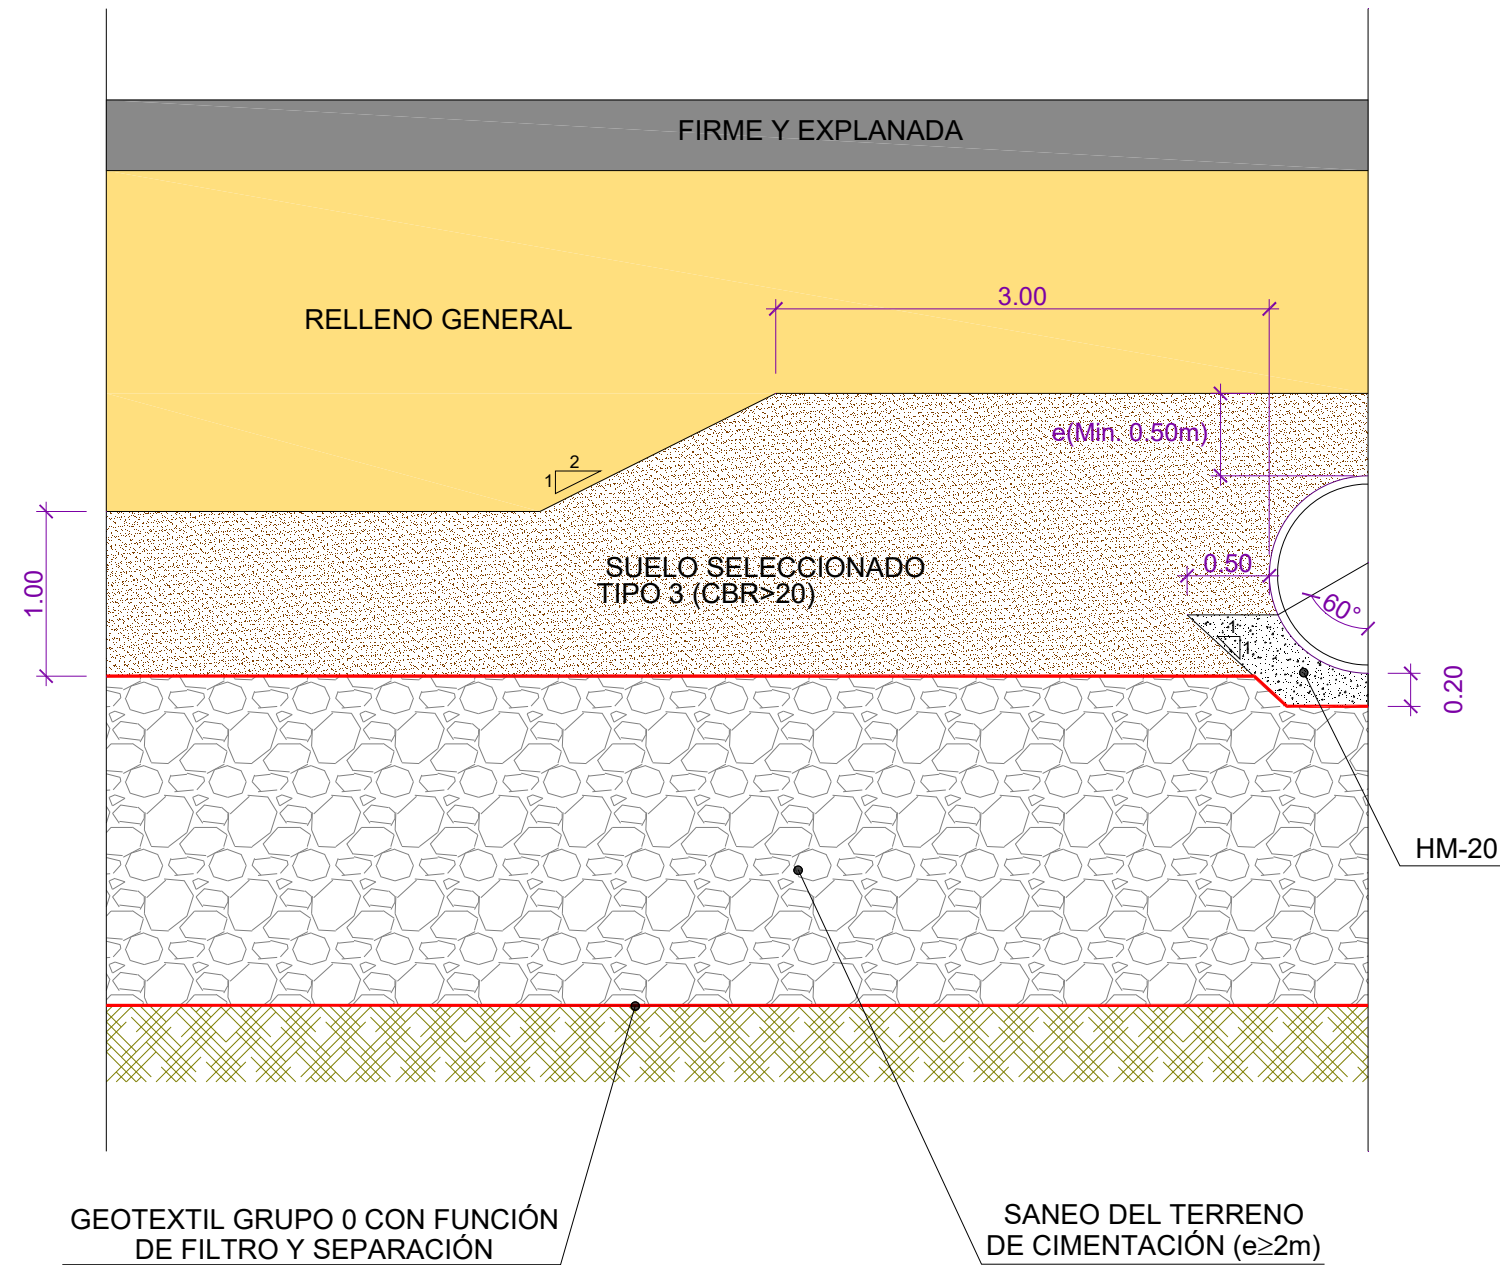 FIRME Y EXPLANADA
3.00
RELLENO GENERAL
e(Min. 0.50m)
2
1
1.00
SUELO SELECCIONADO
TIPO 3 (CBR>20)
0.50
60°
1
1
0.20
HM-20
GEOTEXTIL GRUPO 0 CON FUNCIÓN
DE FILTRO Y SEPARACIÓN
SANEO DEL TERRENO
DE CIMENTACIÓN (e≥2m)